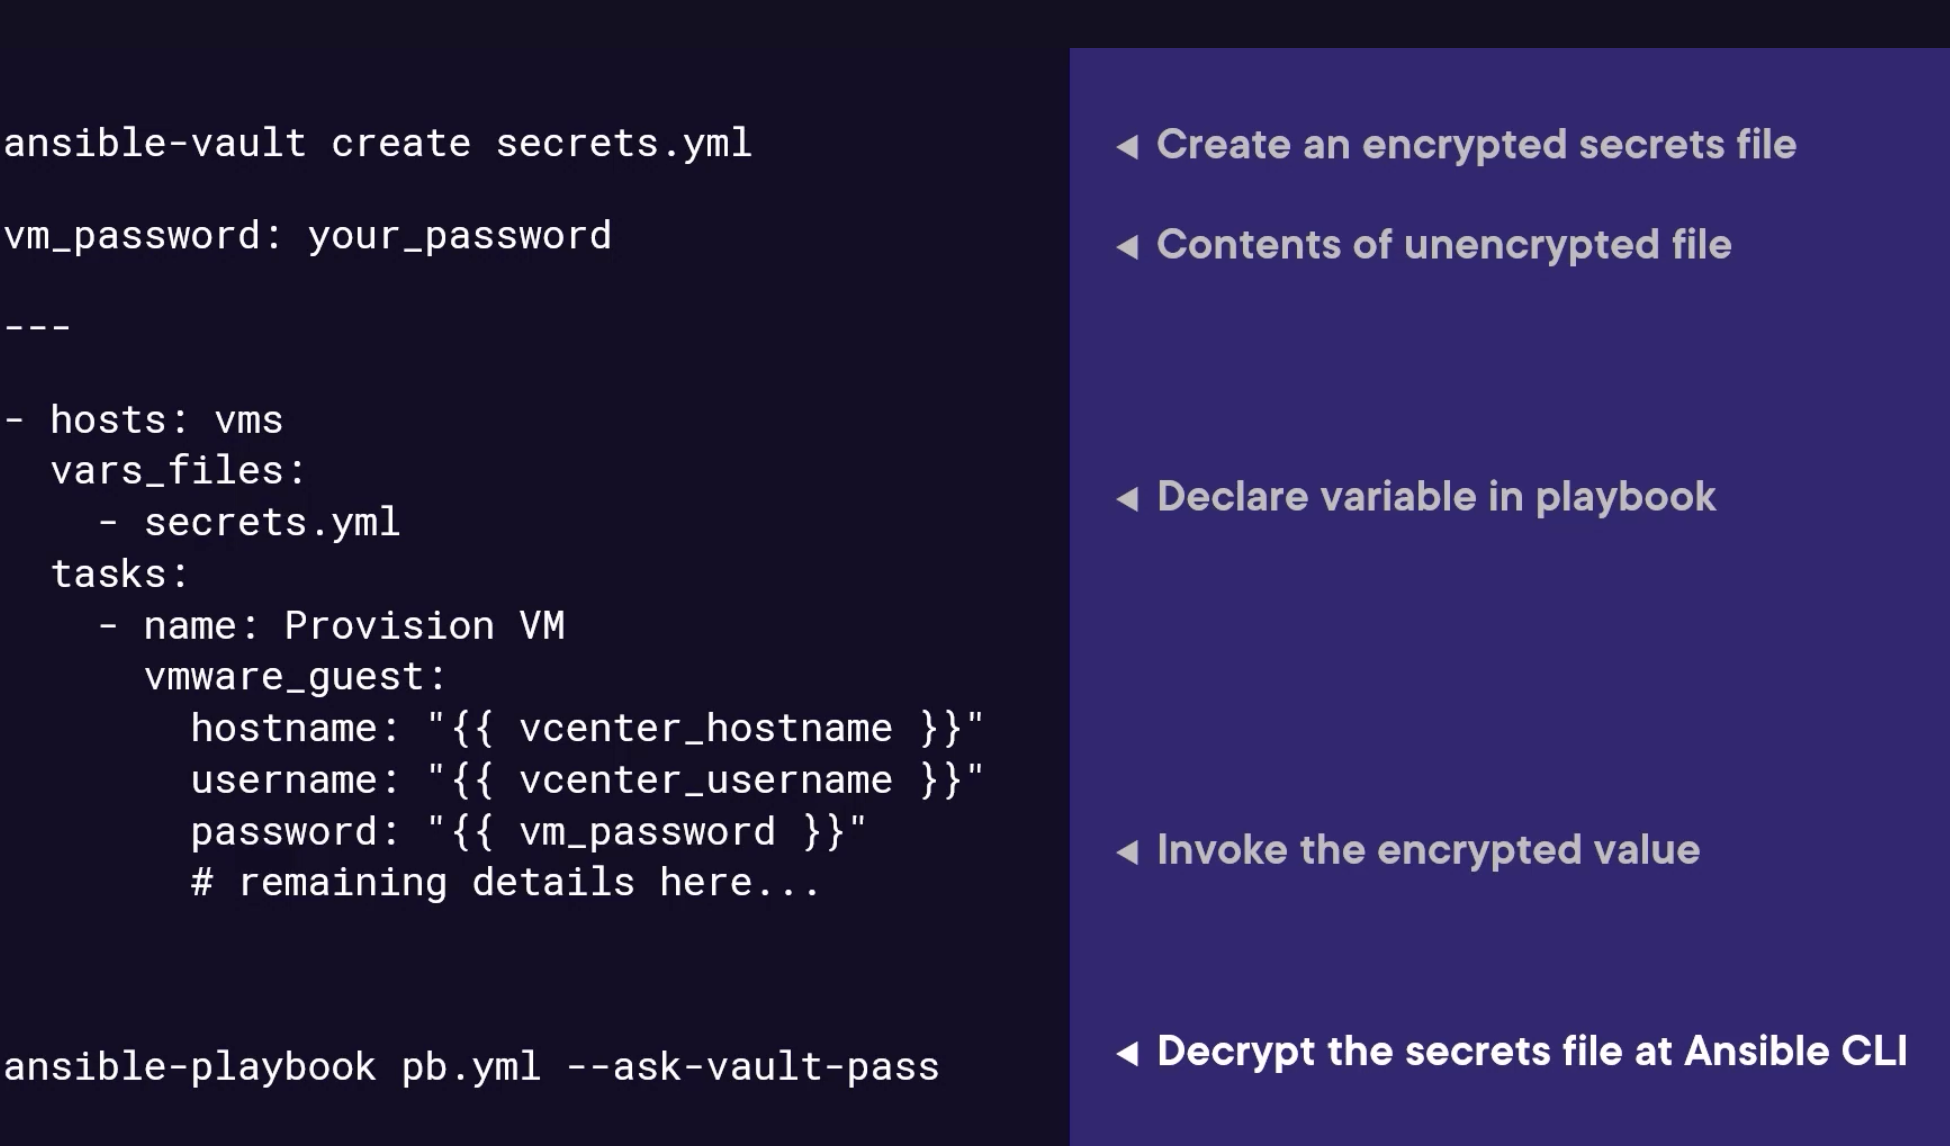 ansible-vault create secrets.yml
◄ Create an encrypted secrets file
vm_password: your_password
◄ Contents of unencrypted file
---
- hosts: vms
  vars_files:
◄ Declare variable in playbook
    - secrets.yml
  tasks:
    - name: Provision VM
      vmware_guest:
        hostname: "{{ vcenter_hostname }}"
        username: "{{ vcenter_username }}"
        password: "{{ vm_password }}"
◄ Invoke the encrypted value
        # remaining details here...
ansible-playbook pb.yml --ask-vault-pass
◄ Decrypt the secrets file at Ansible CLI